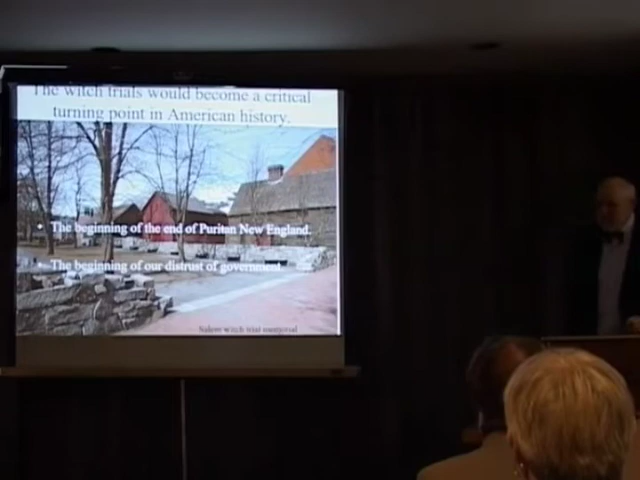 The witch trials would become a critical
turning point in American history.
• The beginning of the end of Puritan New England.
• The beginning of our distrust of government.
Salem witch trial memorial